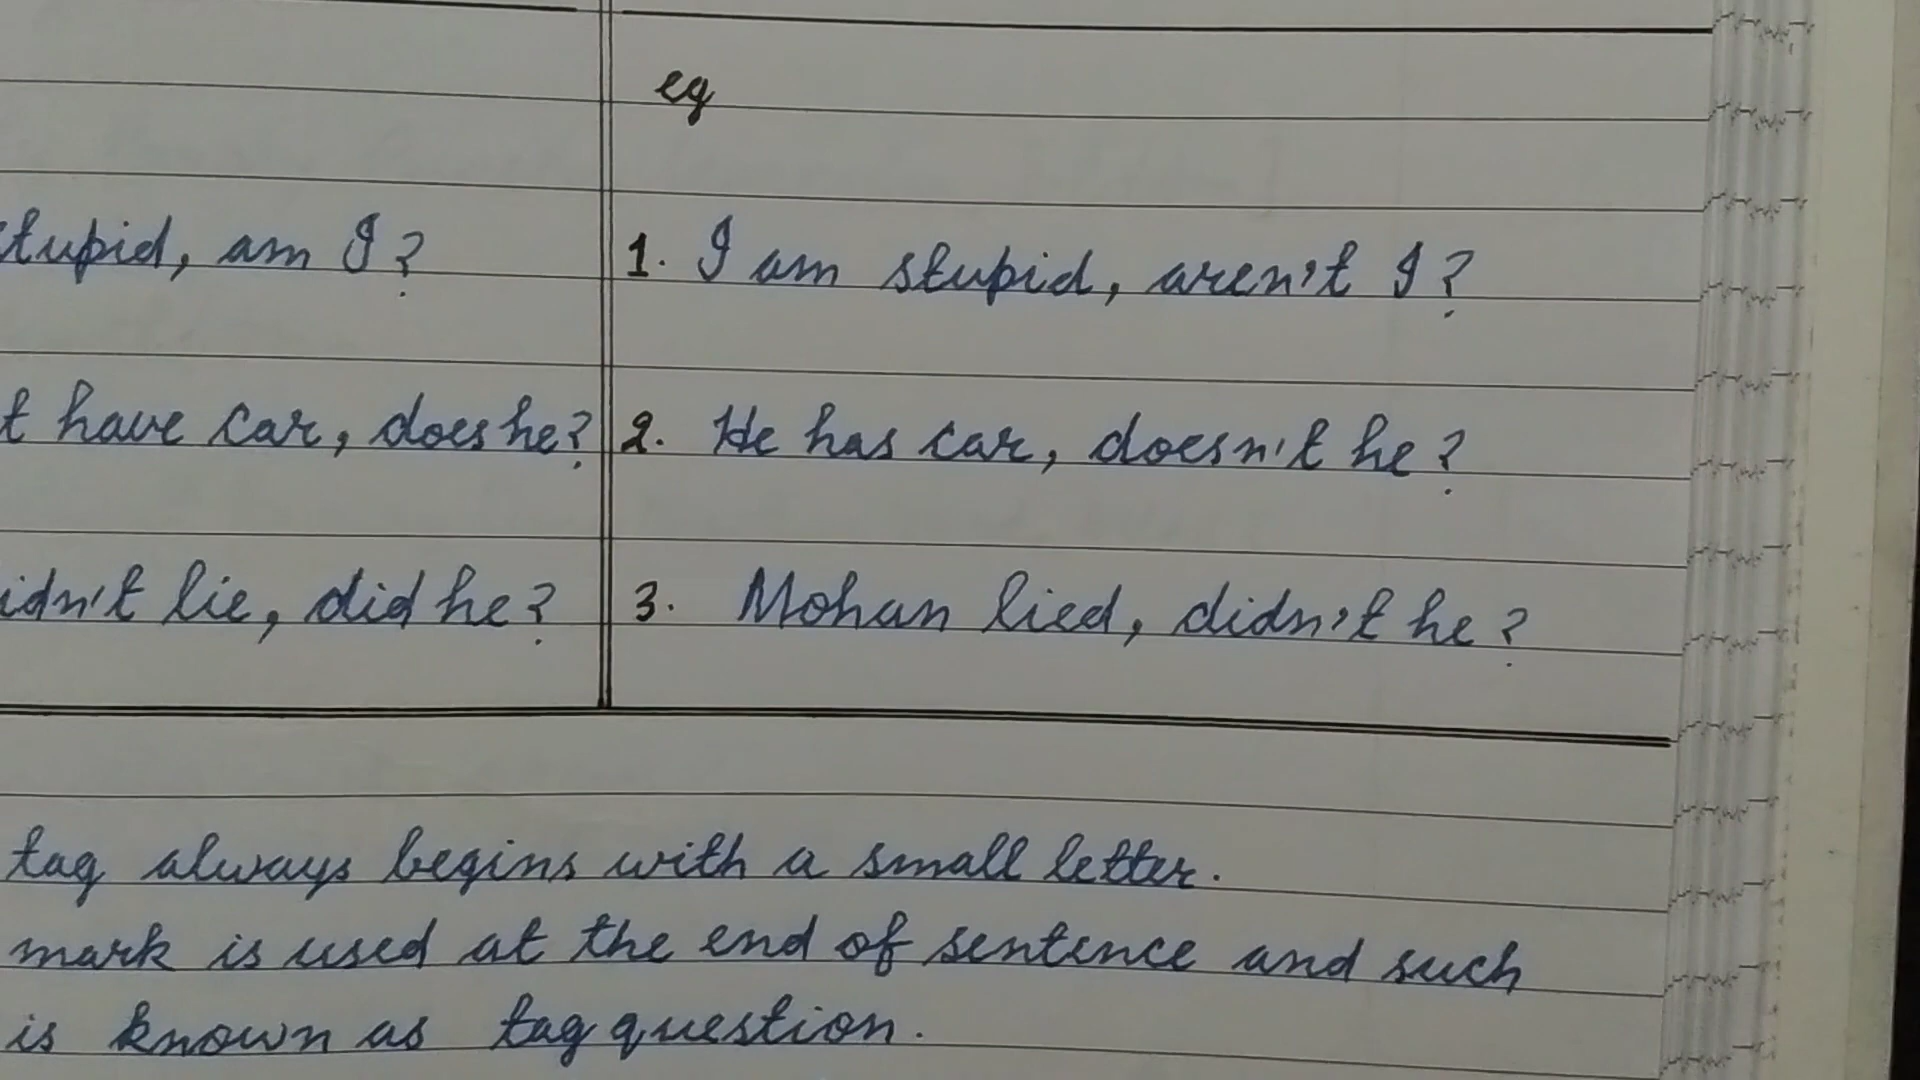 eg
stupid, am I?
1. I am stupid, aren't I?
t have car, does he?
2. He has car, doesn't he?
idn't lie, did he?
3. Mohan lied, didn't he?
tag always begins with a small letter.
mark is used at the end of sentence and such
is known as tag question.